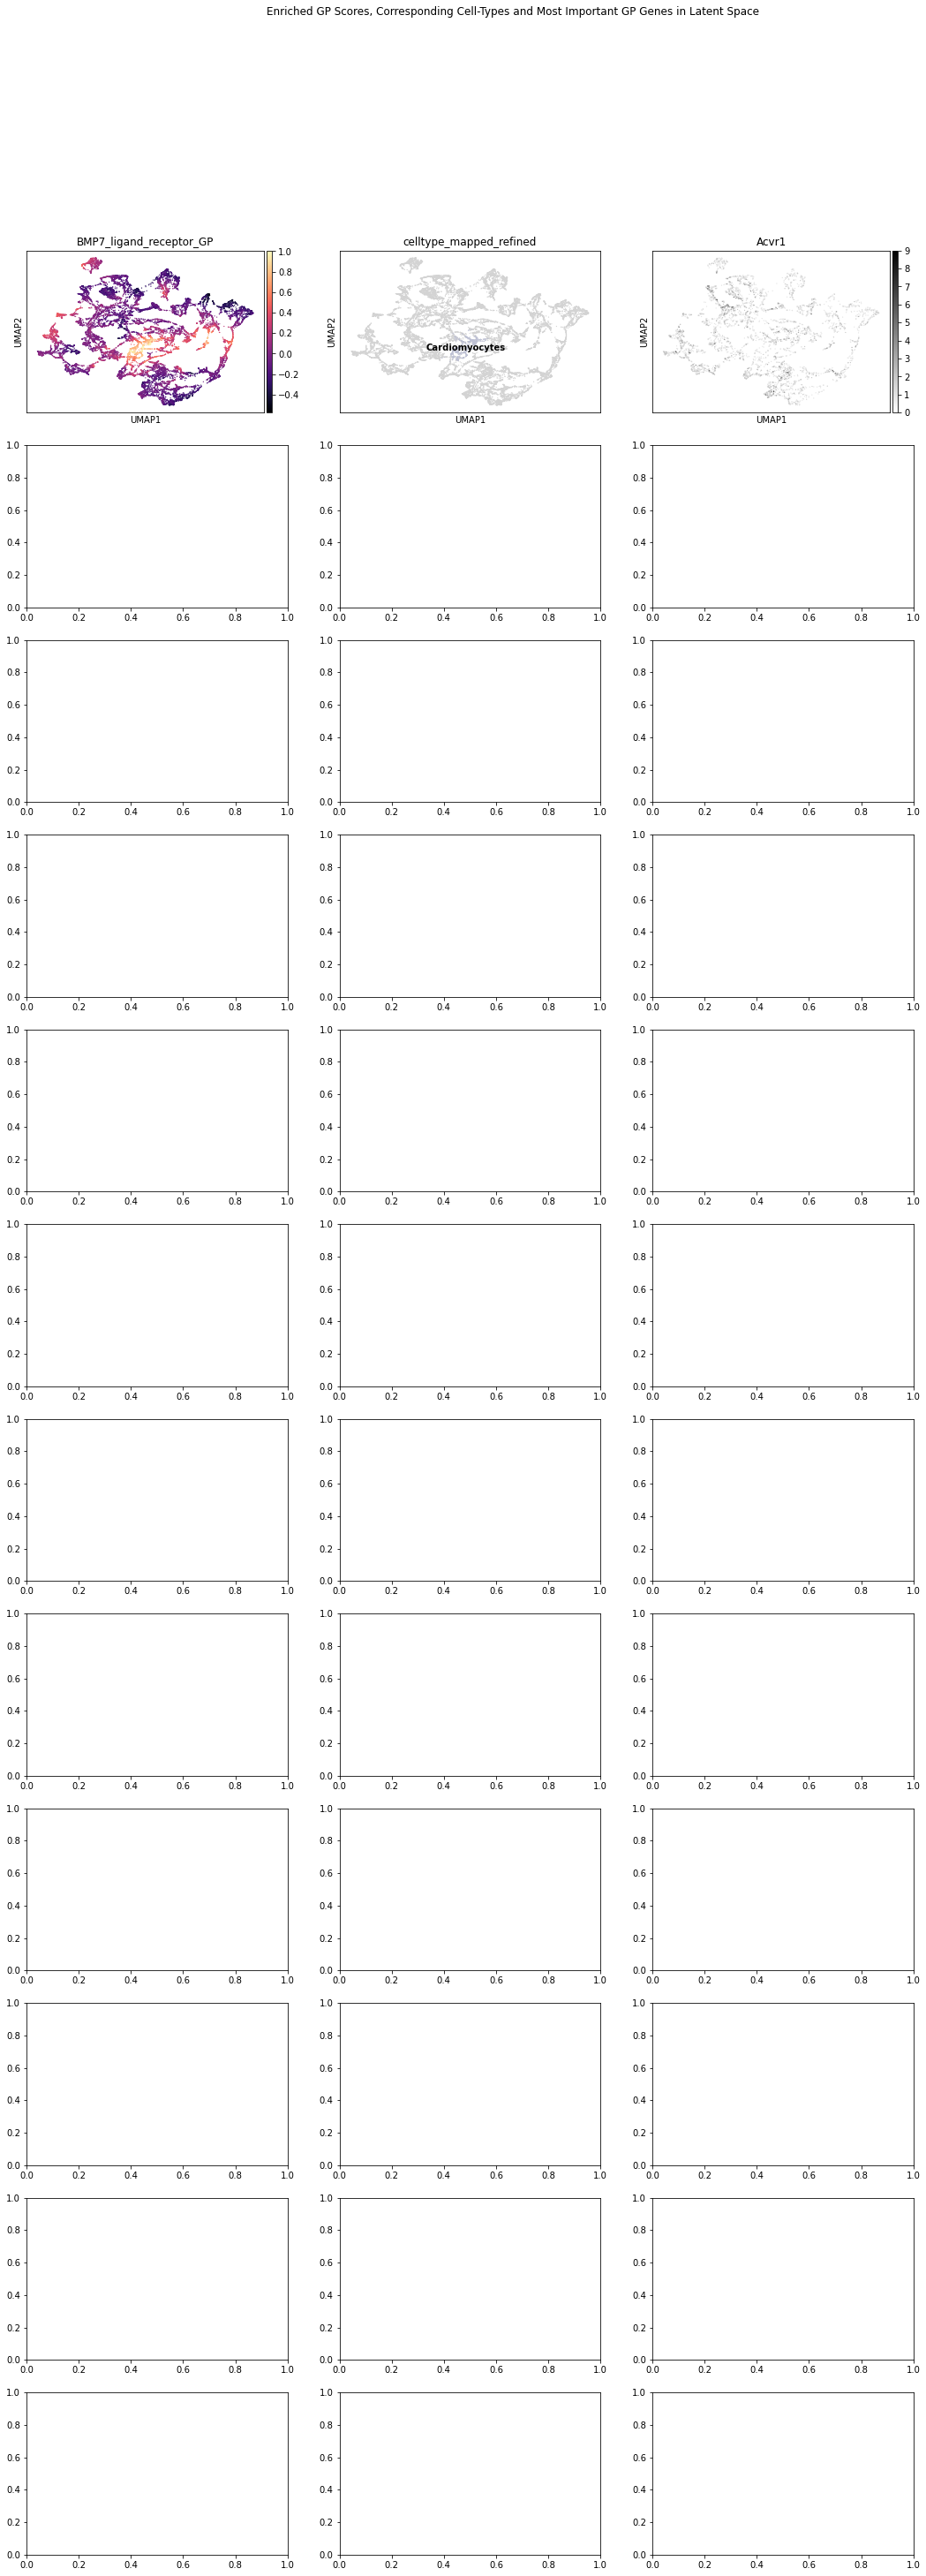 Enriched GP Scores, Corresponding Cell-Types and Most Important GP Genes in Latent Space
BMP7_ligand_receptor_GP
UMAP2
UMAP1
1.0
0.8
0.6
0.4
0.2
0.0
−0.2
−0.4
celltype_mapped_refined
Cardiomyocytes
UMAP2
UMAP1
Acvr1
UMAP2
UMAP1
9
8
7
6
5
4
3
2
1
0
1.0 1.0 1.0
0.8 0.8 0.8
0.6 0.6 0.6
0.4 0.4 0.4
0.2 0.2 0.2
0.0 0.0 0.0
0.0 0.2 0.4 0.6 0.8 1.0 0.0 0.2 0.4 0.6 0.8 1.0 0.0 0.2 0.4 0.6 0.8 1.0
1.0 1.0 1.0
0.8 0.8 0.8
0.6 0.6 0.6
0.4 0.4 0.4
0.2 0.2 0.2
0.0 0.0 0.0
0.0 0.2 0.4 0.6 0.8 1.0 0.0 0.2 0.4 0.6 0.8 1.0 0.0 0.2 0.4 0.6 0.8 1.0
1.0 1.0 1.0
0.8 0.8 0.8
0.6 0.6 0.6
0.4 0.4 0.4
0.2 0.2 0.2
0.0 0.0 0.0
0.0 0.2 0.4 0.6 0.8 1.0 0.0 0.2 0.4 0.6 0.8 1.0 0.0 0.2 0.4 0.6 0.8 1.0
1.0 1.0 1.0
0.8 0.8 0.8
0.6 0.6 0.6
0.4 0.4 0.4
0.2 0.2 0.2
0.0 0.0 0.0
0.0 0.2 0.4 0.6 0.8 1.0 0.0 0.2 0.4 0.6 0.8 1.0 0.0 0.2 0.4 0.6 0.8 1.0
1.0 1.0 1.0
0.8 0.8 0.8
0.6 0.6 0.6
0.4 0.4 0.4
0.2 0.2 0.2
0.0 0.0 0.0
0.0 0.2 0.4 0.6 0.8 1.0 0.0 0.2 0.4 0.6 0.8 1.0 0.0 0.2 0.4 0.6 0.8 1.0
1.0 1.0 1.0
0.8 0.8 0.8
0.6 0.6 0.6
0.4 0.4 0.4
0.2 0.2 0.2
0.0 0.0 0.0
0.0 0.2 0.4 0.6 0.8 1.0 0.0 0.2 0.4 0.6 0.8 1.0 0.0 0.2 0.4 0.6 0.8 1.0
1.0 1.0 1.0
0.8 0.8 0.8
0.6 0.6 0.6
0.4 0.4 0.4
0.2 0.2 0.2
0.0 0.0 0.0
0.0 0.2 0.4 0.6 0.8 1.0 0.0 0.2 0.4 0.6 0.8 1.0 0.0 0.2 0.4 0.6 0.8 1.0
1.0 1.0 1.0
0.8 0.8 0.8
0.6 0.6 0.6
0.4 0.4 0.4
0.2 0.2 0.2
0.0 0.0 0.0
0.0 0.2 0.4 0.6 0.8 1.0 0.0 0.2 0.4 0.6 0.8 1.0 0.0 0.2 0.4 0.6 0.8 1.0
1.0 1.0 1.0
0.8 0.8 0.8
0.6 0.6 0.6
0.4 0.4 0.4
0.2 0.2 0.2
0.0 0.0 0.0
0.0 0.2 0.4 0.6 0.8 1.0 0.0 0.2 0.4 0.6 0.8 1.0 0.0 0.2 0.4 0.6 0.8 1.0
1.0 1.0 1.0
0.8 0.8 0.8
0.6 0.6 0.6
0.4 0.4 0.4
0.2 0.2 0.2
0.0 0.0 0.0
0.0 0.2 0.4 0.6 0.8 1.0 0.0 0.2 0.4 0.6 0.8 1.0 0.0 0.2 0.4 0.6 0.8 1.0
1.0 1.0 1.0
0.8 0.8 0.8
0.6 0.6 0.6
0.4 0.4 0.4
0.2 0.2 0.2
0.0 0.0 0.0
0.0 0.2 0.4 0.6 0.8 1.0 0.0 0.2 0.4 0.6 0.8 1.0 0.0 0.2 0.4 0.6 0.8 1.0